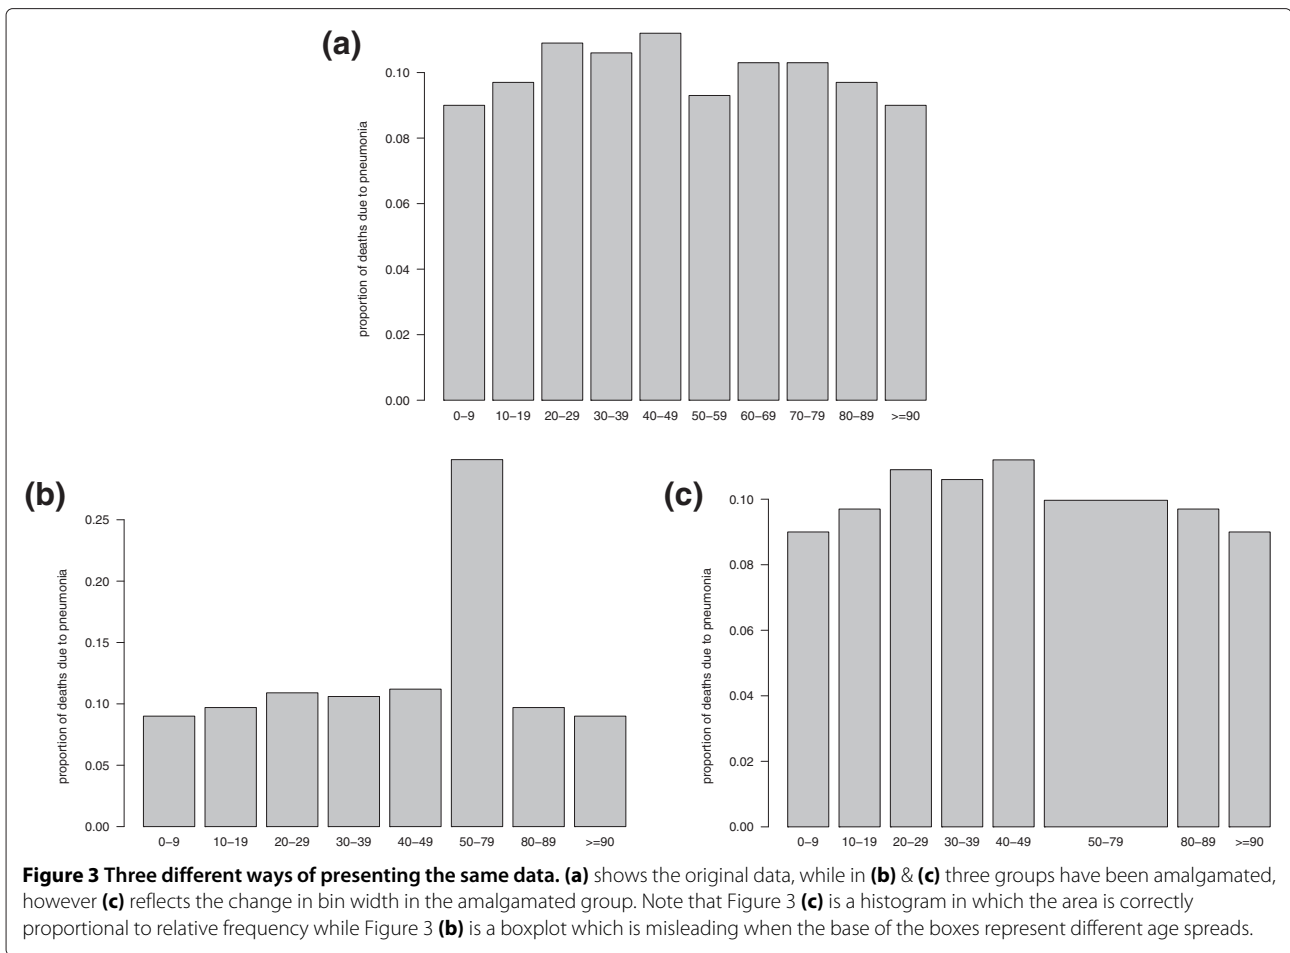 (a)
proportion of deaths due to pneumonia
0.10
0.08
0.06
0.04
0.02
0.00
0–9 10–19 20–29 30–39 40–49 50–59 60–69 70–79 80–89 >=90
(b)
proportion of deaths due to pneumonia
0.25
0.20
0.15
0.10
0.05
0.00
0–9 10–19 20–29 30–39 40–49 50–79 80–89 >=90
(c)
proportion of deaths due to pneumonia
0.10
0.08
0.06
0.04
0.02
0.00
0–9 10–19 20–29 30–39 40–49 50–79 80–89 >=90
Figure 3 Three different ways of presenting the same data. (a) shows the original data, while in (b) & (c) three groups have been amalgamated,
however (c) reflects the change in bin width in the amalgamated group. Note that Figure 3 (c) is a histogram in which the area is correctly
proportional to relative frequency while Figure 3 (b) is a boxplot which is misleading when the base of the boxes represent different age spreads.